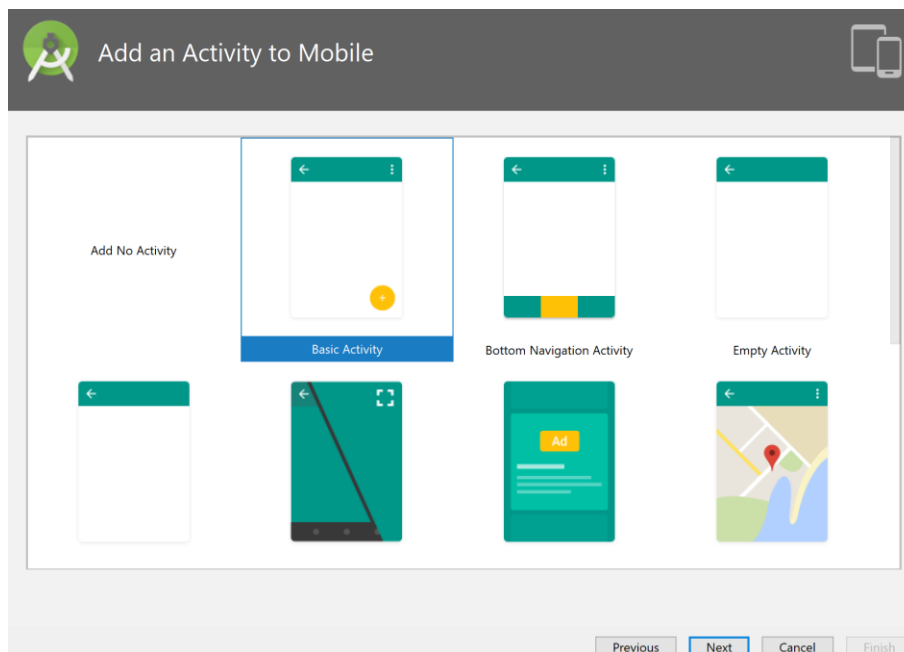 Add an Activity to Mobile
Add No Activity
Basic Activity
Bottom Navigation Activity
Empty Activity
Ad
Previous
Next
Cancel
Finish